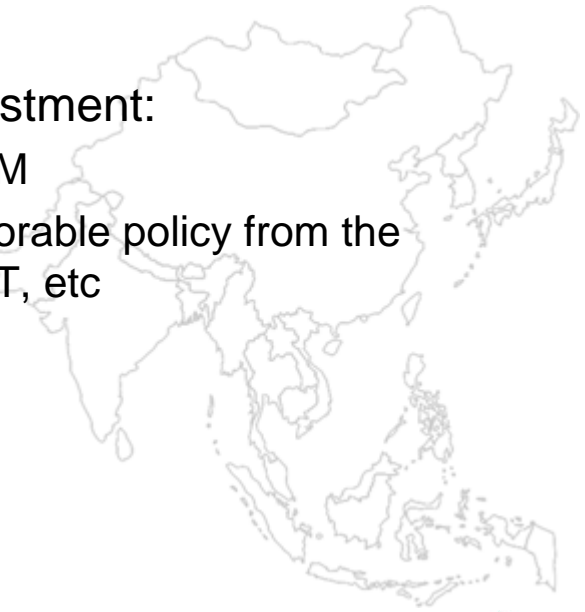 stment:
M
orable policy from the
T, etc